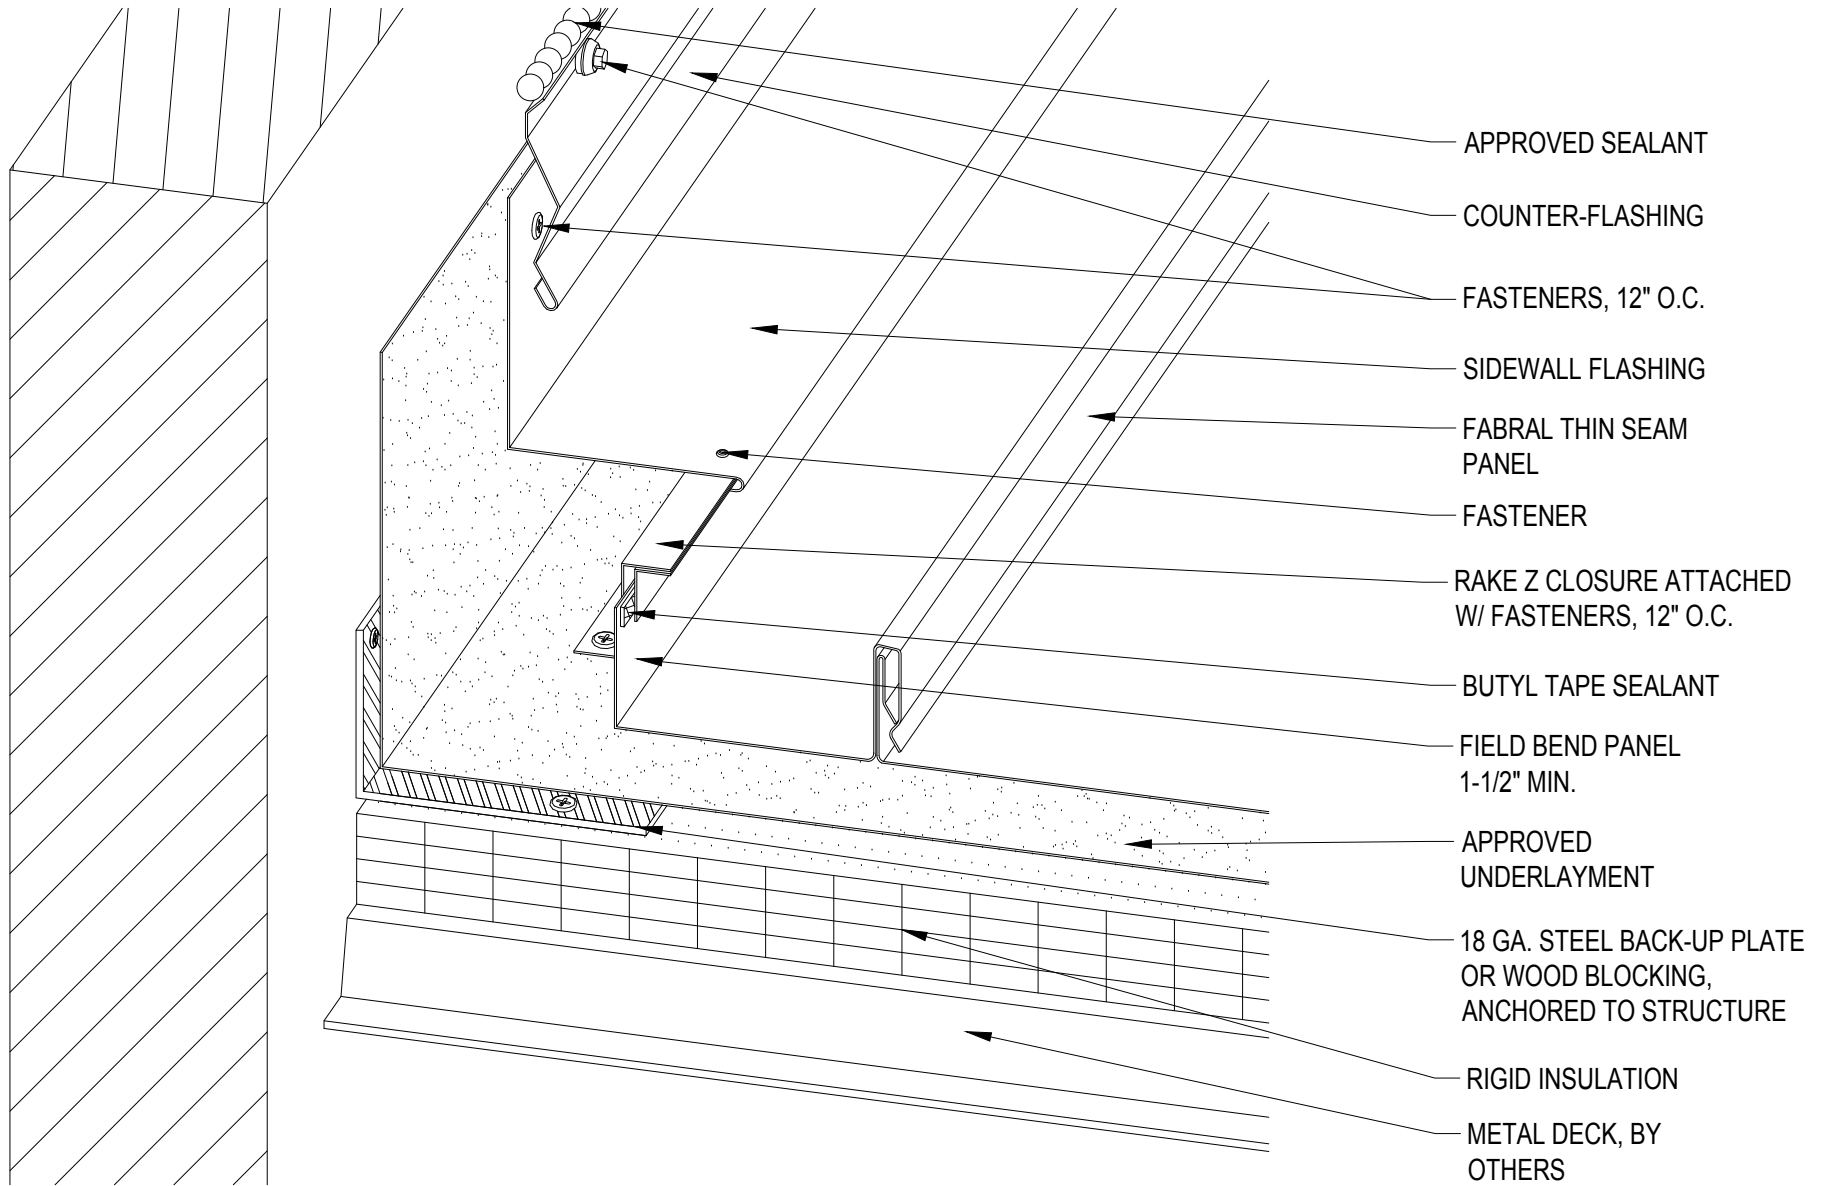 APPROVED SEALANT
COUNTER-FLASHING
FASTENERS, 12" O.C.
SIDEWALL FLASHING
FABRAL THIN SEAM
PANEL
FASTENER
RAKE Z CLOSURE ATTACHED
W/ FASTENERS, 12" O.C.
BUTYL TAPE SEALANT
FIELD BEND PANEL
1-1/2" MIN.
APPROVED
UNDERLAYMENT
18 GA. STEEL BACK-UP PLATE
OR WOOD BLOCKING,
ANCHORED TO STRUCTURE
RIGID INSULATION
METAL DECK, BY
OTHERS